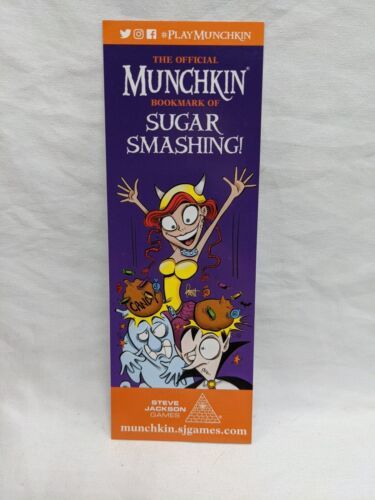 #PLAYMUNCHKIN
THE OFFICIAL
MUNCHKIN®
BOOKMARK OF
SUGAR
SMASHING!
CANDY
STEVE
JACKSON
GAMES
munchkin.sjgames.com